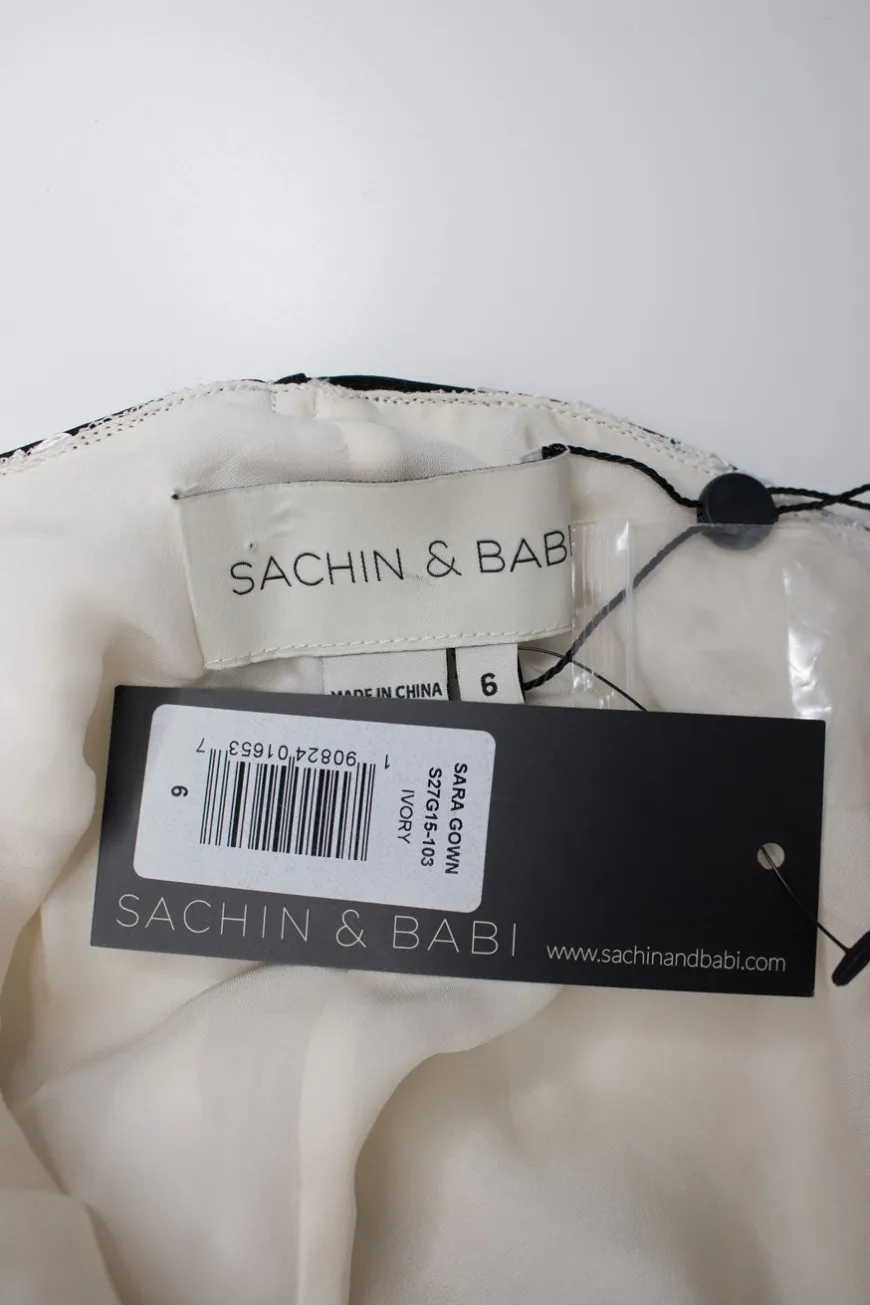 SACHIN & BABI
MADE IN CHINA
6
SARA GOWN
S27G15-103
IVORY
1 90824 01653 7
6
SACHIN & BABI
www.sachinandbabi.com